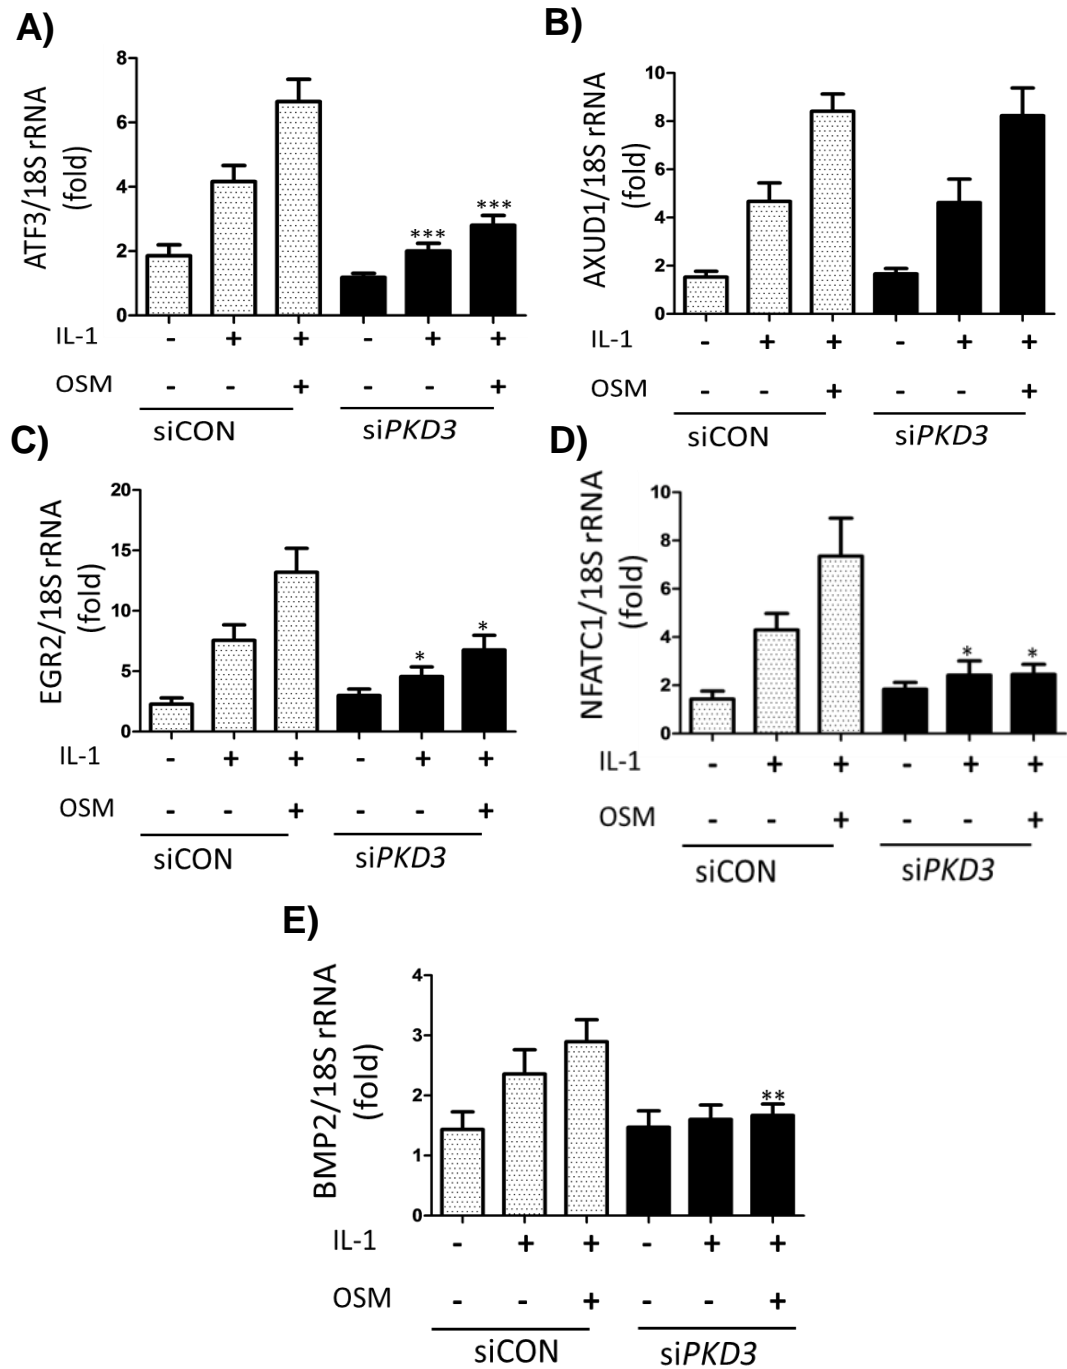 A)
ATF3/18S rRNA
(fold)
8
6
4
2
0
*** ***
IL-1 - + + - + +
OSM - - + - - +
siCON siPKD3
B)
AXUD1/18S rRNA
(fold)
10
8
6
4
2
0
IL-1 - + + - + +
OSM - - + - - +
siCON siPKD3
C)
EGR2/18S rRNA
(fold)
20
15
10
5
0
* *
IL-1 - + + - + +
OSM - - + - - +
siCON siPKD3
D)
NFATC1/18S rRNA
(fold)
10
8
6
4
2
0
* *
IL-1 - + + - + +
OSM - - + - - +
siCON siPKD3
E)
BMP2/18S rRNA
(fold)
4
3
2
1
0
**
IL-1 - + + - + +
OSM - - + - - +
siCON siPKD3